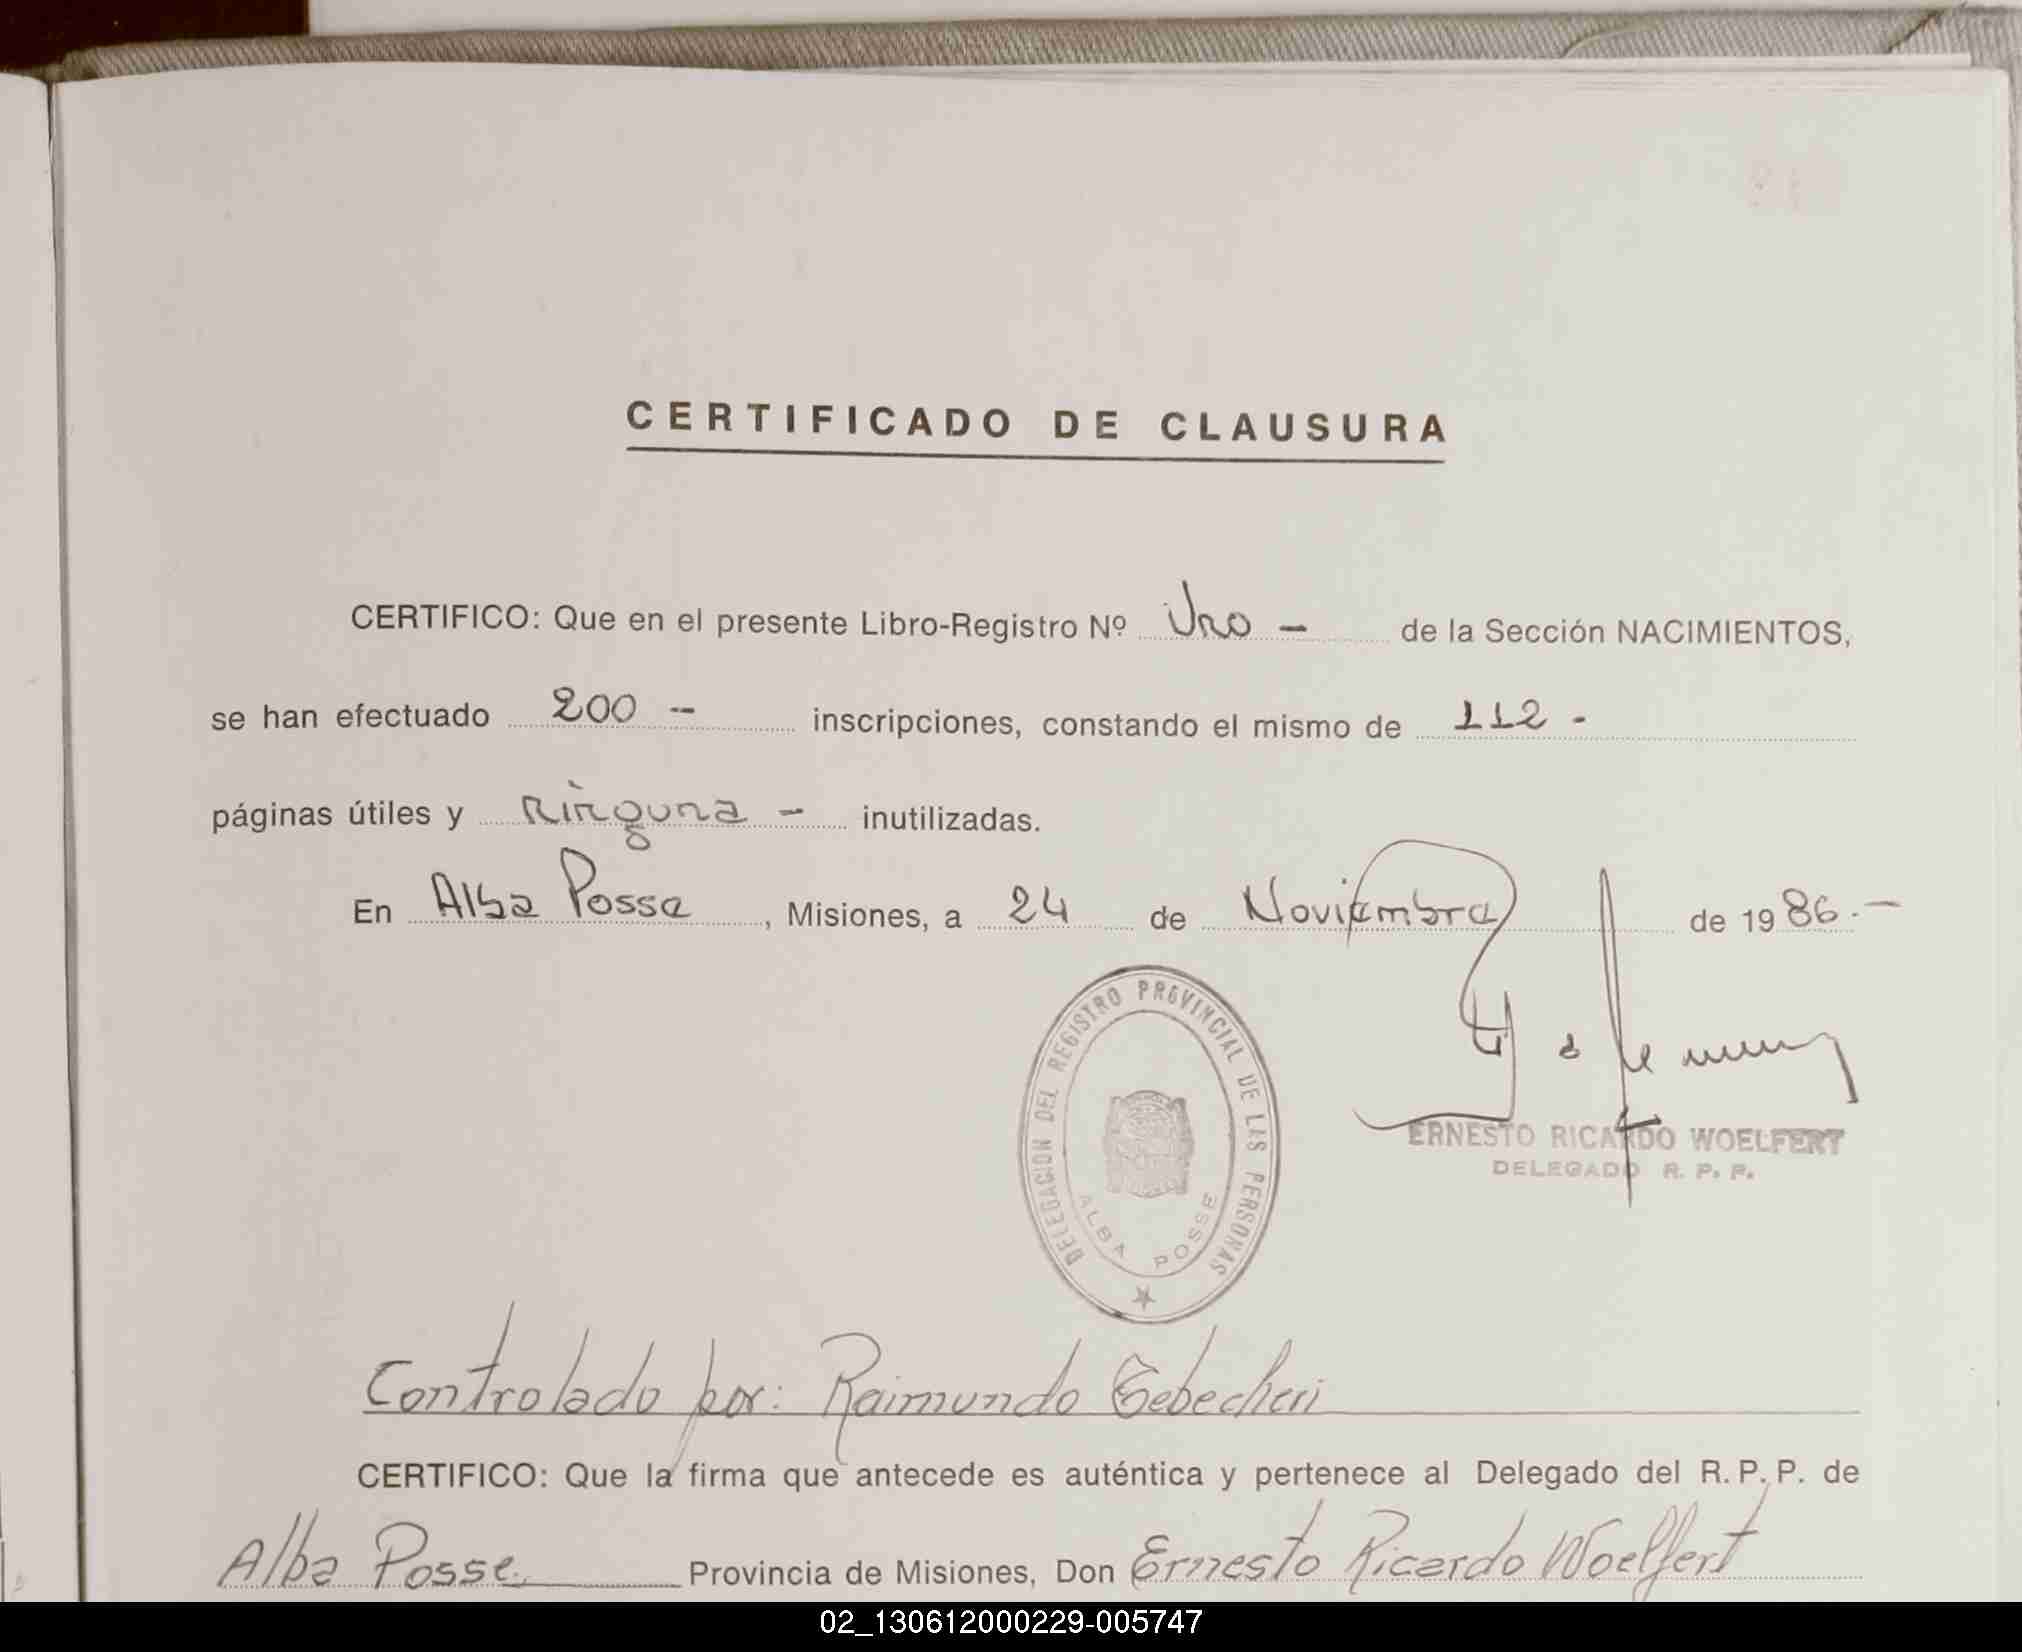 CERTIFICADO DE CLAUSURA
CERTIFICO: Que en el presente Libro-Registro Nº Uno - de la Sección NACIMIENTOS,
se han efectuado 200 - inscripciones, constando el mismo de 112 -
páginas útiles y ninguna - inutilizadas.
En Alba Posse, Misiones, a 24 de Noviembre de 1986.-
DELEGACION DEL REGISTRO PROVINCIAL DE LAS PERSONAS
ALBA POSSE
ERNESTO RICARDO WOELFERT
DELEGADO R. P. P.
Controlado por: Raimundo
CERTIFICO: Que la firma que antecede es auténtica y pertenece al Delegado del R. P. P. de
Alba Posse. Provincia de Misiones, Don Ernesto Ricardo Woelfert
02_130612000229-005747